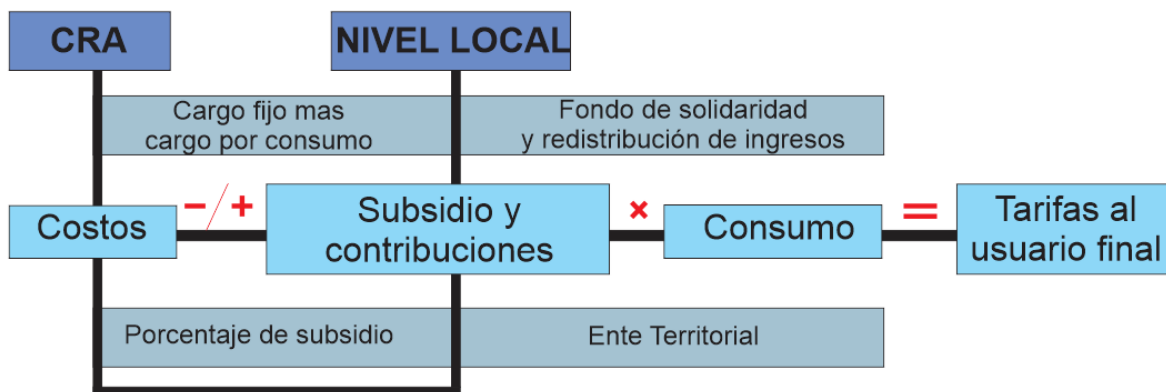 CRA
NIVEL LOCAL
Cargo fijo mas
cargo por consumo
Fondo de solidaridad
y redistribución de ingresos
Costos
−/+
Subsidio y
contribuciones
×
Consumo
=
Tarifas al
usuario final
Porcentaje de subsidio
Ente Territorial